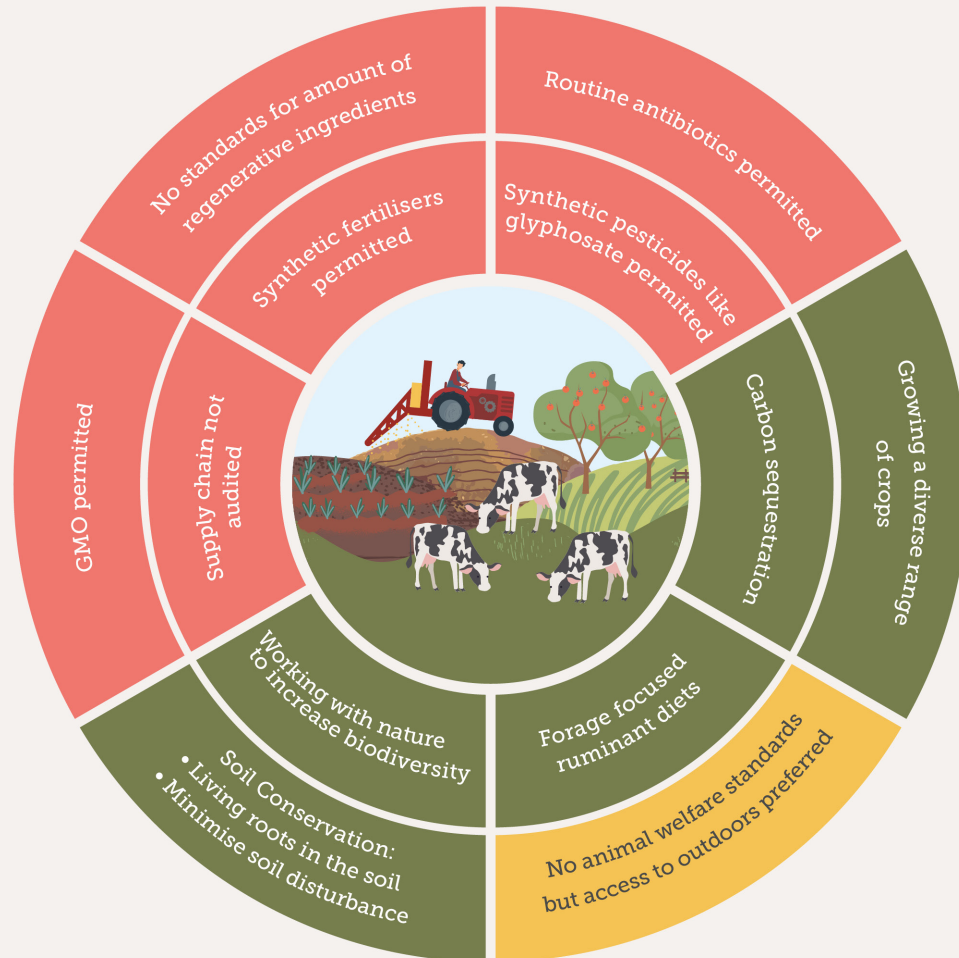 No standards for amount of
regenerative ingredients
Routine antibiotics permitted
Synthetic fertilisers
permitted
Synthetic pesticides like
glyphosate permitted
GMO permitted
Supply chain not
audited
Carbon sequestration
Growing a diverse range
of crops
Working with nature
to increase biodiversity
Forage focused
ruminant diets
Soil Conservation:
• Living roots in the soil
• Minimise soil disturbance
No animal welfare standards
but access to outdoors preferred